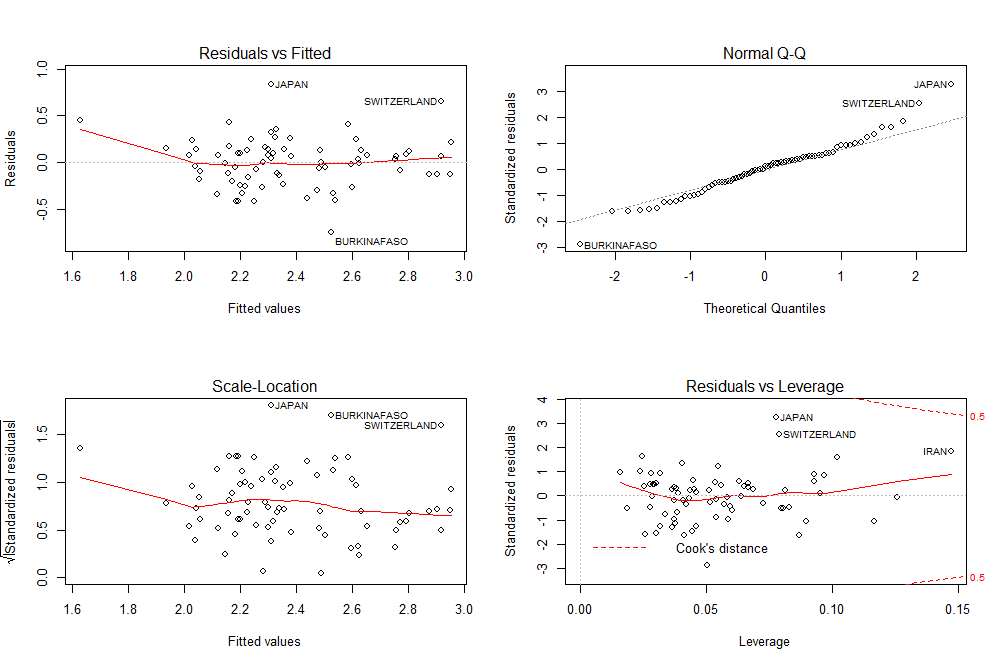 Residuals vs Fitted
Residuals
1.0
0.5
0.0
-0.5
JAPAN
SWITZERLAND
BURKINAFASO
1.6 1.8 2.0 2.2 2.4 2.6 2.8 3.0
Fitted values
Normal Q-Q
Standardized residuals
3
2
1
0
-1
-2
-3
JAPAN
SWITZERLAND
BURKINAFASO
-2 -1 0 1 2
Theoretical Quantiles
Scale-Location
√|Standardized residuals|
1.5
1.0
0.5
0.0
JAPAN
BURKINAFASO
SWITZERLAND
1.6 1.8 2.0 2.2 2.4 2.6 2.8 3.0
Fitted values
Residuals vs Leverage
Standardized residuals
4
3
2
1
0
-1
-2
-3
0.5
JAPAN
SWITZERLAND
IRAN
Cook's distance
0.5
0.00 0.05 0.10 0.15
Leverage